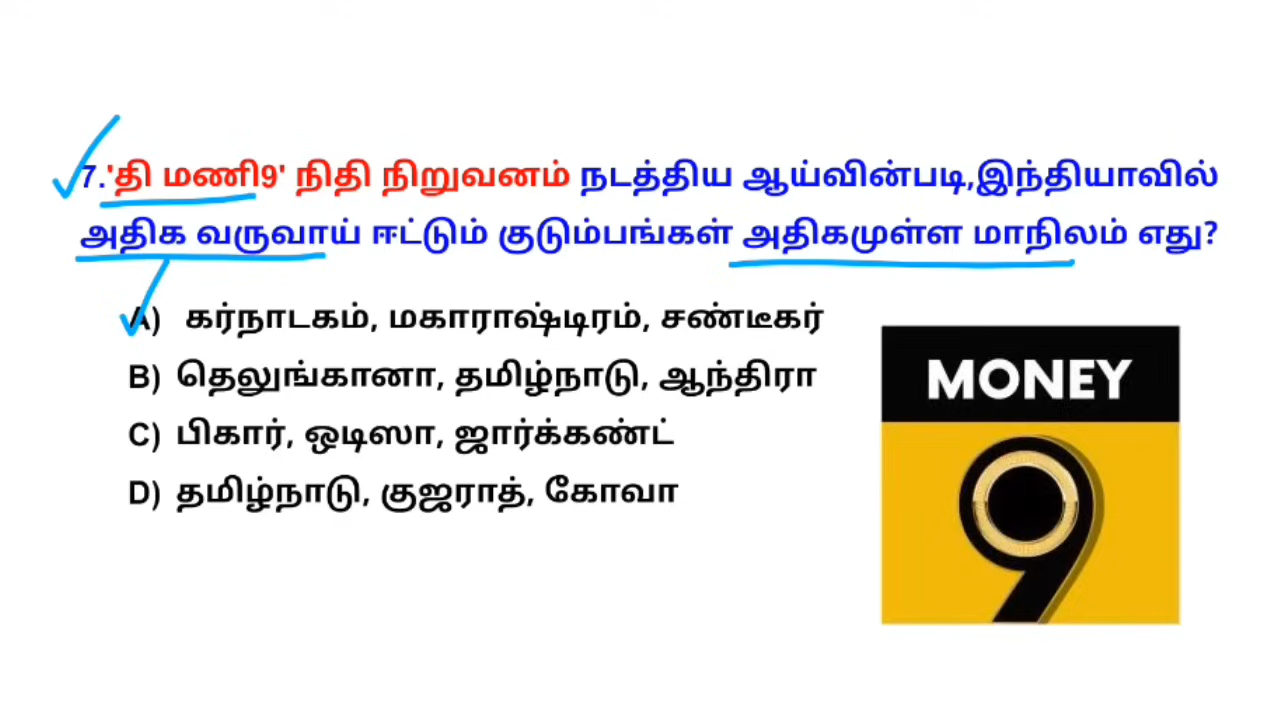 7.'தி மணி9' நிதி நிறுவனம் நடத்திய ஆய்வின்படி,இந்தியாவில்
அதிக வருவாய் ஈட்டும் குடும்பங்கள் அதிகமுள்ள மாநிலம் எது?
A) கர்நாடகம், மகாராஷ்டிரம், சண்டீகர்
B) தெலுங்கானா, தமிழ்நாடு, ஆந்திரா
C) பிகார், ஒடிஸா, ஜார்க்கண்ட்
D) தமிழ்நாடு, குஜராத், கோவா
MONEY
9